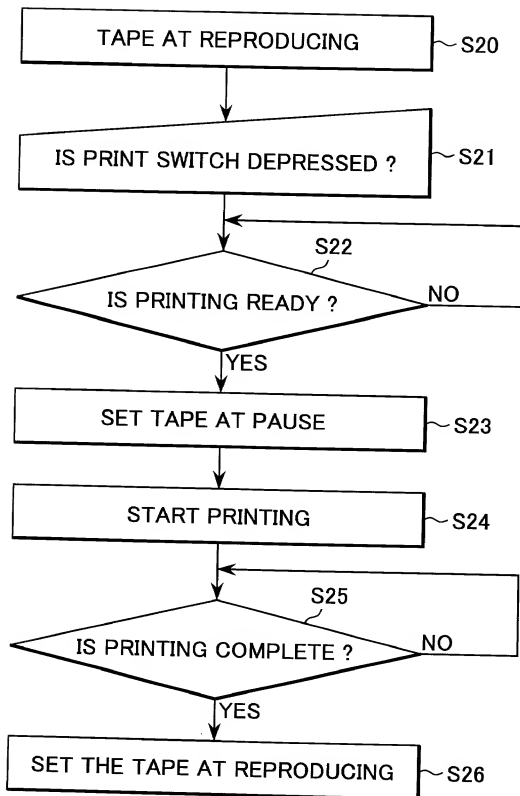 TAPE AT REPRODUCING
S20
IS PRINT SWITCH DEPRESSED ?
S21
S22
IS PRINTING READY ?
NO
YES
SET TAPE AT PAUSE
S23
START PRINTING
S24
S25
IS PRINTING COMPLETE ?
NO
YES
SET THE TAPE AT REPRODUCING
S26